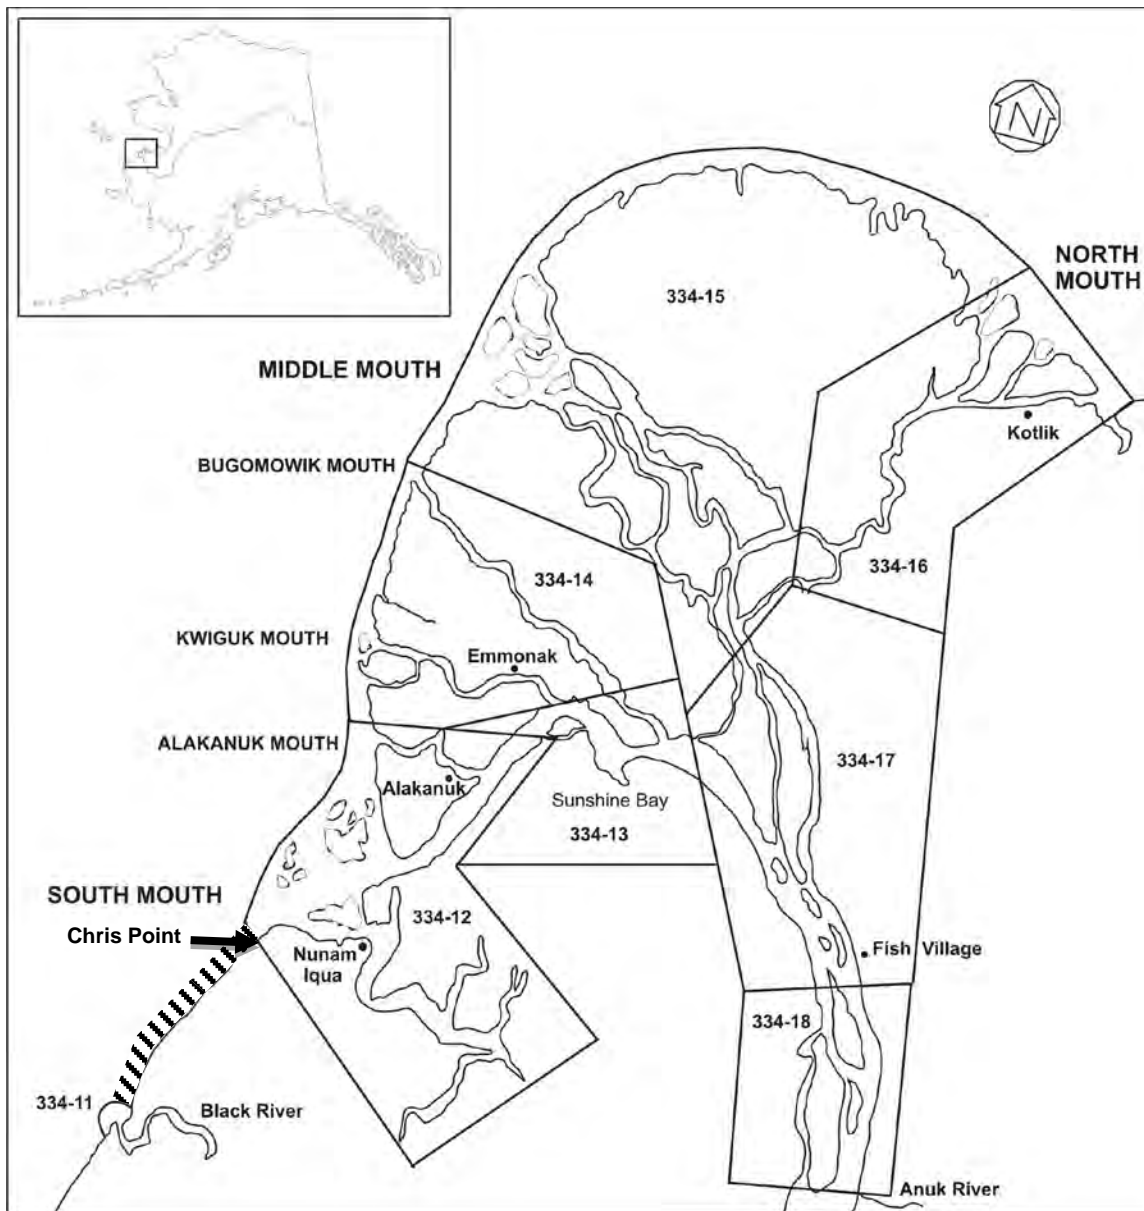 N
NORTH
MOUTH
334-15
MIDDLE MOUTH
Kotlik
BUGOMOWIK MOUTH
334-14
334-16
KWIGUK MOUTH
Emmonak
ALAKANUK MOUTH
334-17
Alakanuk
Sunshine Bay
334-13
SOUTH MOUTH
334-12
Chris Point
Nunam
Iqua
Fish Village
334-18
334-11
Black River
Anuk River